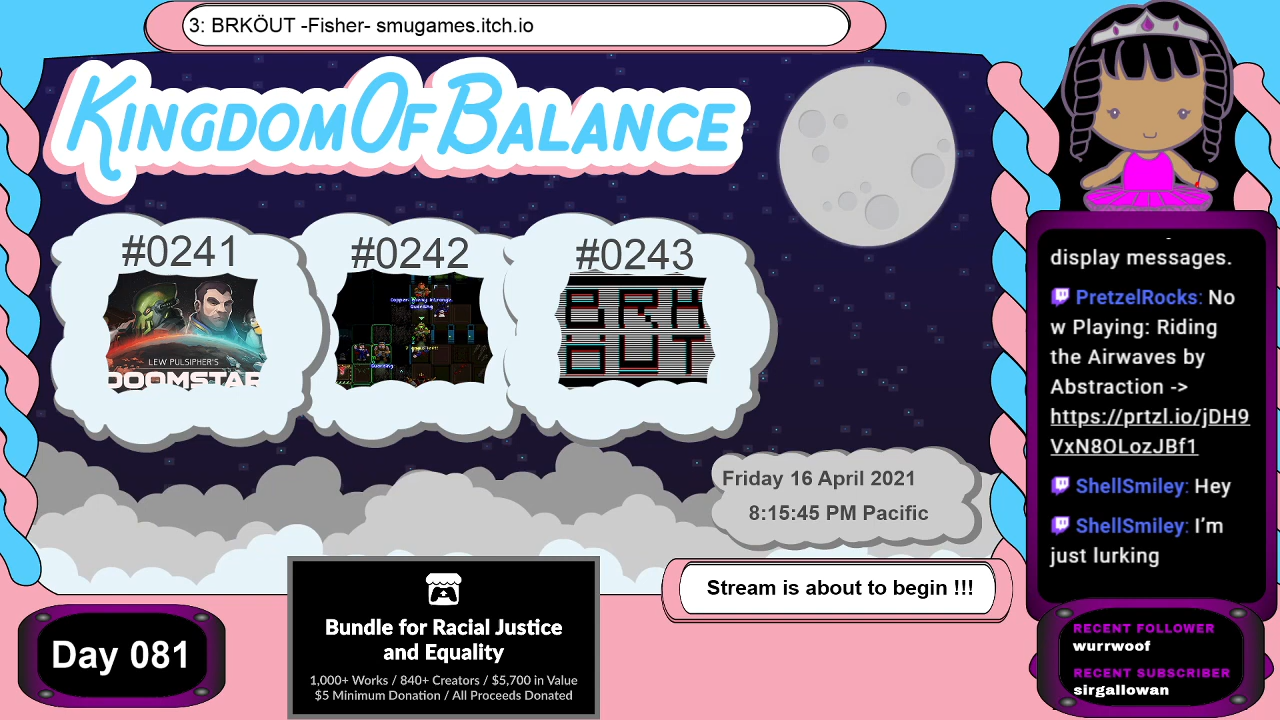 3: BRKÖUT -Fisher- smugames.itch.io
KINGDOMOFBALANCE
#0241
#0242
#0243
LEW PULSIPHER'S
DOOMSTAR
BRK
ÖUT
Friday 16 April 2021
8:15:45 PM Pacific
Stream is about to begin !!!
Day 081
Bundle for Racial Justice
and Equality
1,000+ Works / 840+ Creators / $5,700 in Value
$5 Minimum Donation / All Proceeds Donated
display messages.
PretzelRocks: No
w Playing: Riding
the Airwaves by
Abstraction ->
https://prtzl.io/jDH9
VxN8OLozJBf1
ShellSmiley: Hey
ShellSmiley: I'm
just lurking
RECENT FOLLOWER
wurrwoof
RECENT SUBSCRIBER
sirgallowan